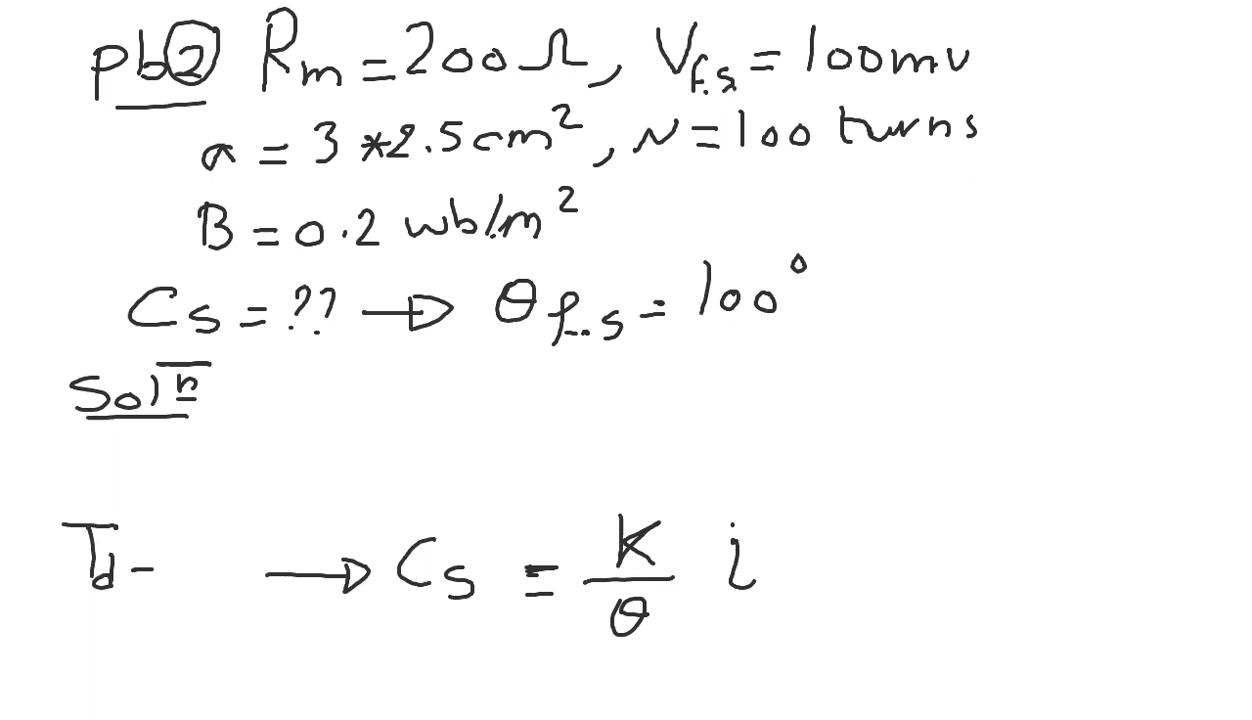 pb② Rm = 200 Ω, Vf.s = 100mv
a = 3 * 2.5 cm², N = 100 turns
B = 0.2 wb/m²
Cs = ?? → θf.s = 100°
Solⁿ
Td - → Cs = K/θ i